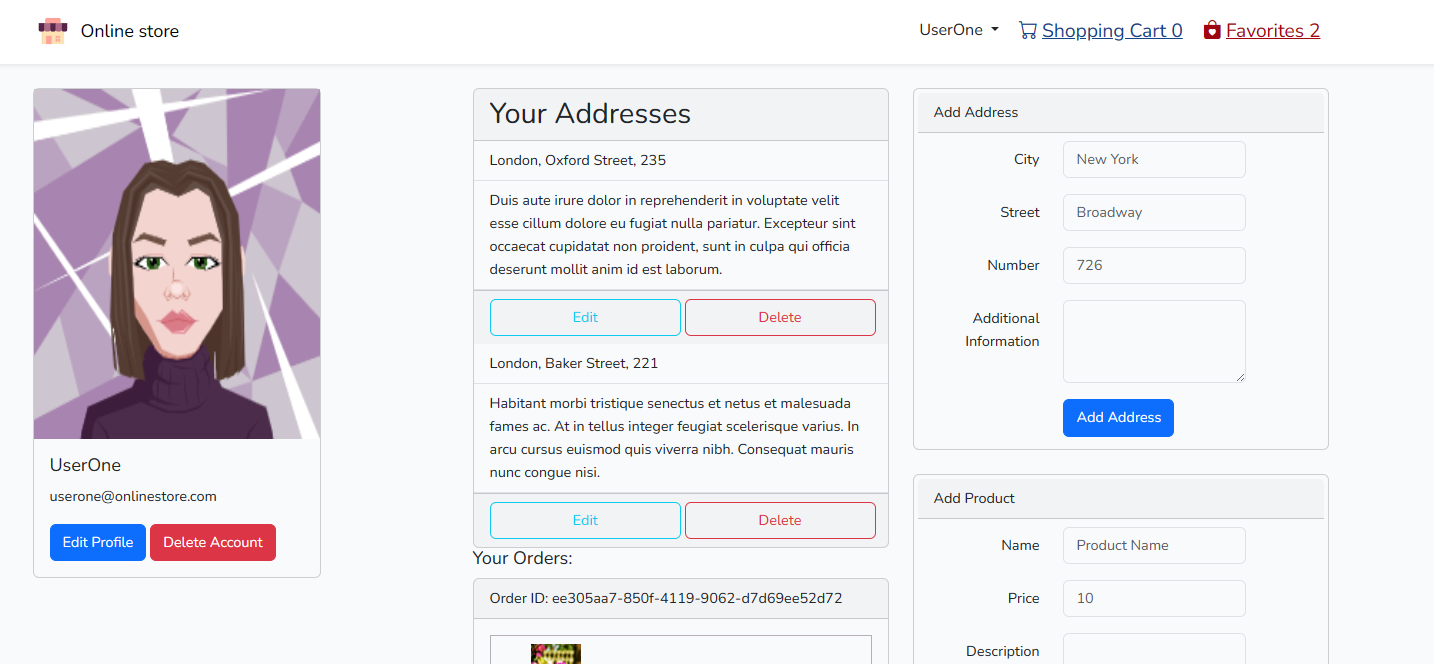 Online store
UserOne
Shopping Cart 0
Favorites 2
UserOne
userone@onlinestore.com
Edit Profile
Delete Account
Your Addresses
London, Oxford Street, 235
Duis aute irure dolor in reprehenderit in voluptate velit
esse cillum dolore eu fugiat nulla pariatur. Excepteur sint
occaecat cupidatat non proident, sunt in culpa qui officia
deserunt mollit anim id est laborum.
Edit
Delete
London, Baker Street, 221
Habitant morbi tristique senectus et netus et malesuada
fames ac. At in tellus integer feugiat scelerisque varius. In
arcu cursus euismod quis viverra nibh. Consequat mauris
nunc congue nisi.
Edit
Delete
Your Orders:
Order ID: ee305aa7-850f-4119-9062-d7d69ee52d72
Add Address
City
New York
Street
Broadway
Number
726
Additional
Information
Add Address
Add Product
Name
Product Name
Price
10
Description